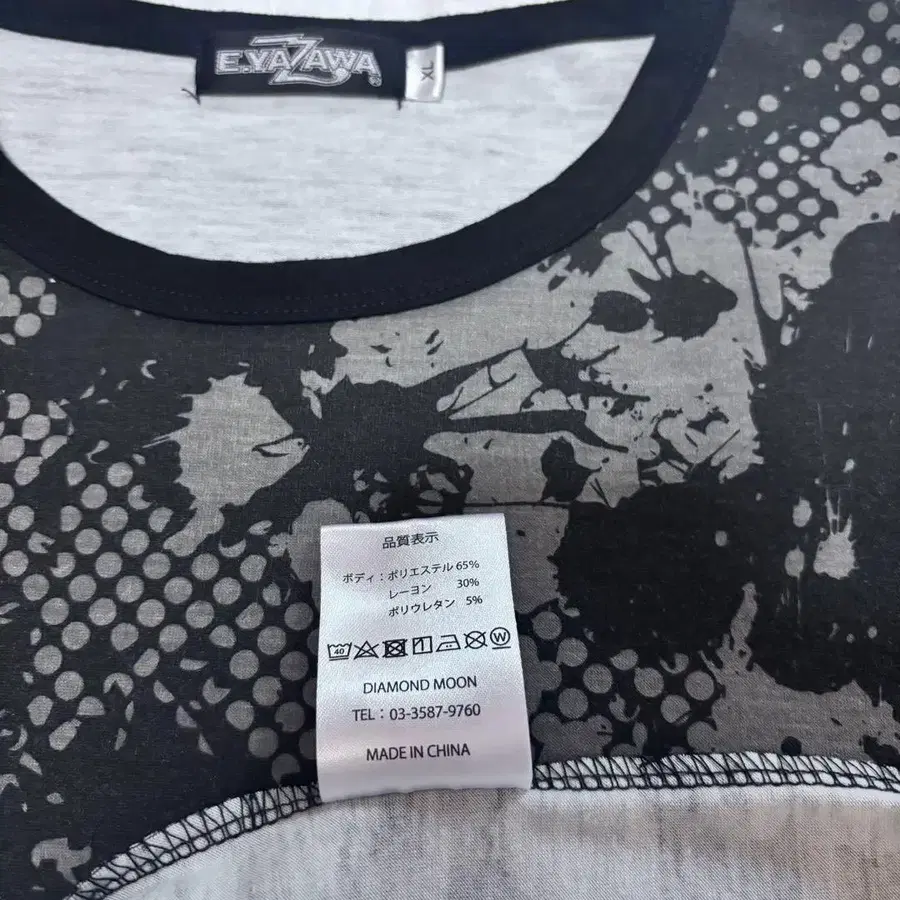 E.YAZAWA
XL
品質表示
ボディ：ポリエステル 65%
レーヨン 30%
ポリウレタン 5%
40 W
DIAMOND MOON
TEL：03-3587-9760
MADE IN CHINA